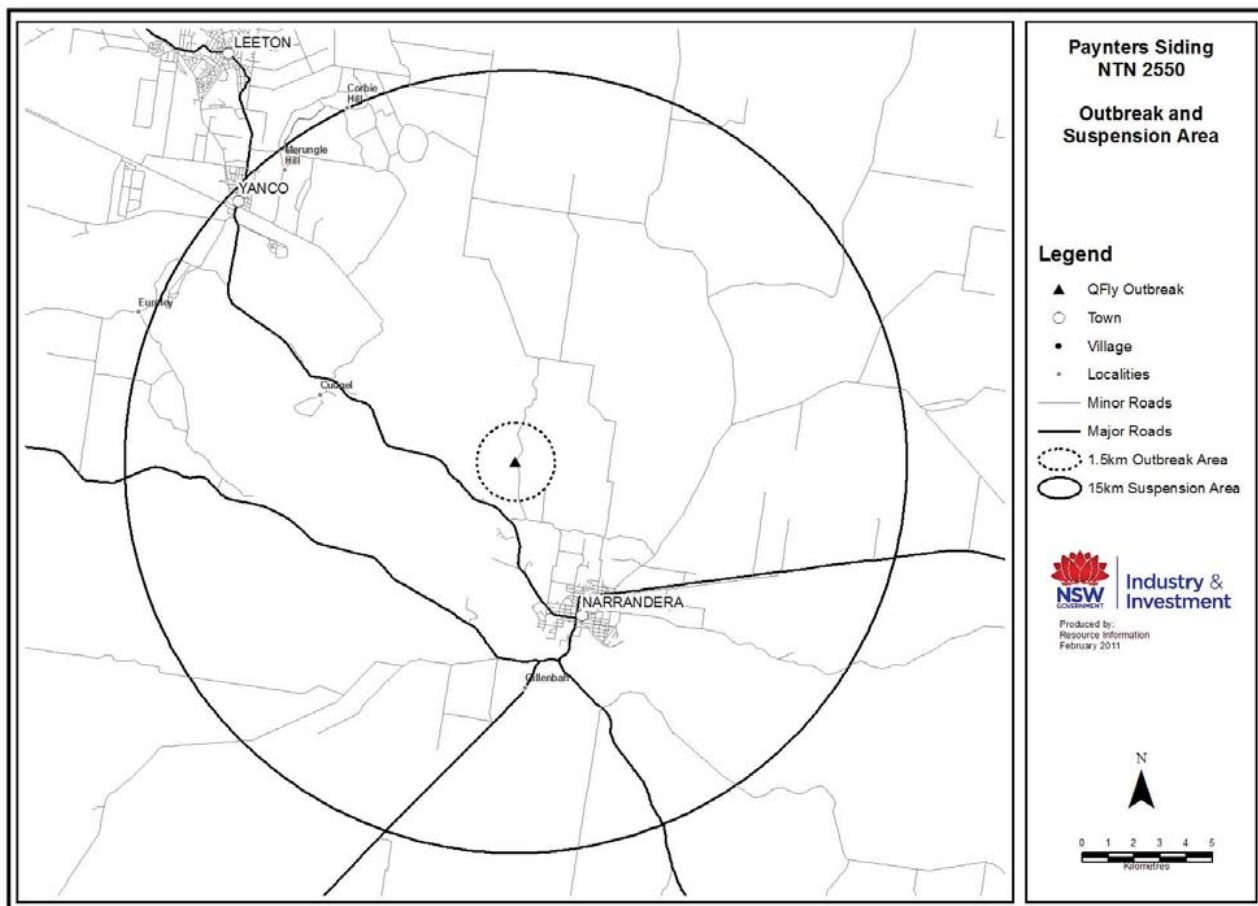 LEETON
Corbie
Hill
Merungle
Hill
YANCO
Euroley
Cudgel
NARRANDERA
Gillenbah
Paynters Siding
NTN 2550
Outbreak and
Suspension Area
Legend
QFly Outbreak
Town
Village
Localities
Minor Roads
Major Roads
1.5km Outbreak Area
15km Suspension Area
NSW
GOVERNMENT
Industry &
Investment
Produced by:
Resource Information
February 2011
N
0 1 2 3 4 5
Kilometres